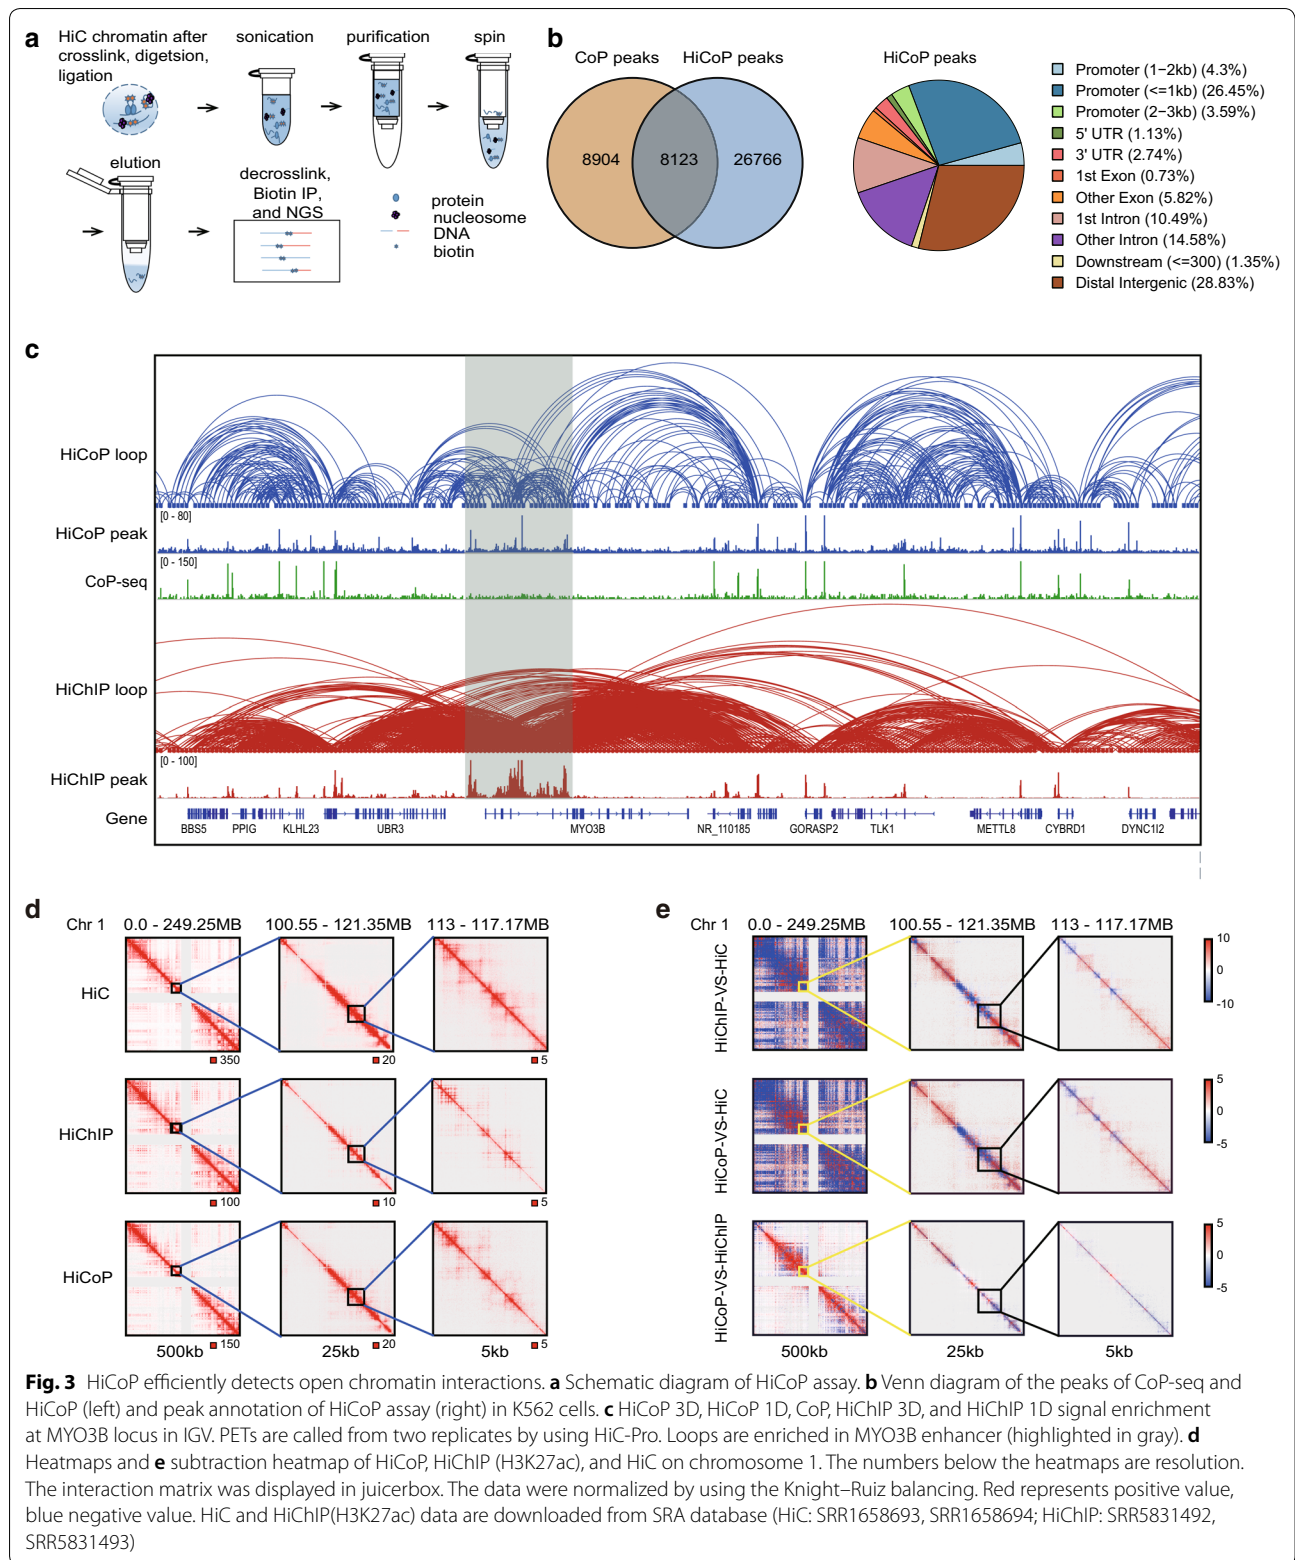 a
HiC chromatin after
crosslink, digetsion,
ligation
sonication
purification
spin
elution
decrosslink,
Biotin IP,
and NGS
protein
nucleosome
DNA
biotin
b
CoP peaks
HiCoP peaks
8904
8123
26766
HiCoP peaks
Promoter (1−2kb) (4.3%)
Promoter (<=1kb) (26.45%)
Promoter (2−3kb) (3.59%)
5' UTR (1.13%)
3' UTR (2.74%)
1st Exon (0.73%)
Other Exon (5.82%)
1st Intron (10.49%)
Other Intron (14.58%)
Downstream (<=300) (1.35%)
Distal Intergenic (28.83%)
c
HiCoP loop
[0 - 80]
HiCoP peak
[0 - 150]
CoP-seq
HiChIP loop
[0 - 100]
HiChIP peak
Gene
BBS5 PPIG KLHL23 UBR3 MYO3B NR_110185 GORASP2 TLK1 METTL8 CYBRD1 DYNC1I2
d
Chr 1 0.0 - 249.25MB 100.55 - 121.35MB 113 - 117.17MB
HiC
350 20 5
HiChIP
100 10 5
HiCoP
150 20 5
500kb 25kb 5kb
e
Chr 1 0.0 - 249.25MB 100.55 - 121.35MB 113 - 117.17MB
HiChIP-VS-HiC
10
0
-10
HiCoP-VS-HiC
5
0
-5
HiCoP-VS-HiChIP
5
0
-5
500kb 25kb 5kb
Fig. 3 HiCoP efficiently detects open chromatin interactions. a Schematic diagram of HiCoP assay. b Venn diagram of the peaks of CoP-seq and
HiCoP (left) and peak annotation of HiCoP assay (right) in K562 cells. c HiCoP 3D, HiCoP 1D, CoP, HiChIP 3D, and HiChIP 1D signal enrichment
at MYO3B locus in IGV. PETs are called from two replicates by using HiC-Pro. Loops are enriched in MYO3B enhancer (highlighted in gray). d
Heatmaps and e subtraction heatmap of HiCoP, HiChIP (H3K27ac), and HiC on chromosome 1. The numbers below the heatmaps are resolution.
The interaction matrix was displayed in juicerbox. The data were normalized by using the Knight–Ruiz balancing. Red represents positive value,
blue negative value. HiC and HiChIP(H3K27ac) data are downloaded from SRA database (HiC: SRR1658693, SRR1658694; HiChIP: SRR5831492,
SRR5831493)